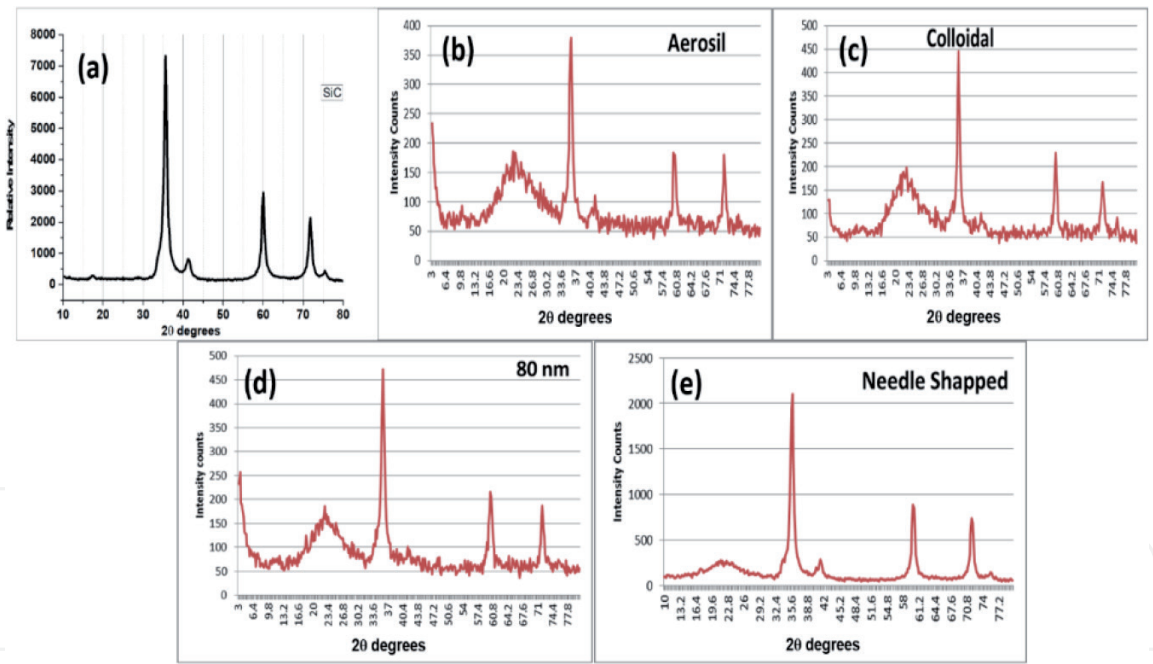 (a)
SiC
Relative Intensity
8000
7000
6000
5000
4000
3000
2000
1000
0
10 20 30 40 50 60 70 80
2θ degrees
(b)
Aerosil
Intensity Counts
400
350
300
250
200
150
100
50
0
3 6.4 9.8 13.2 16.6 2.0 23.4 26.8 30.2 33.6 37 40.4 43.8 47.2 50.6 54 57.4 60.8 64.2 67.6 71 74.4 77.8
2θ degrees
(c)
Colloidal
Intensity Counts
500
450
400
350
300
250
200
150
100
50
0
3 6.4 9.8 13.2 16.6 20 23.4 26.8 30.2 33.6 37 40.4 43.8 47.2 50.6 54 57.4 60.8 64.2 67.6 71 74.4 77.8
2θ degrees
(d)
80 nm
Intensity counts
500
450
400
350
300
250
200
150
100
50
0
3 6.4 9.8 13.2 16.6 20 23.4 26.8 30.2 33.6 37 40.4 43.8 47.2 50.6 54 57.4 60.8 64.2 67.6 71 74.4 77.8
2θ degrees
(e)
Needle Shapped
Intensity Counts
2500
2000
1500
1000
500
0
10 13.2 16.4 19.6 22.8 26 29.2 32.4 35.6 38.8 42 45.2 48.4 51.6 54.8 58 61.2 64.4 67.6 70.8 74 77.2
2θ degrees